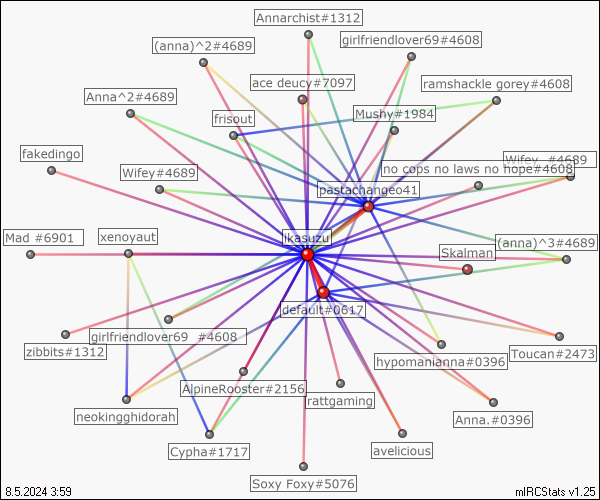 Annarchist#1312
(anna)^2#4689
girlfriendlover69#4608
ace deucy#7097
ramshackle gorey#4608
Anna^2#4689
Mushy#1984
frisout
fakedingo
Wifey#4689
no cops no laws no hope#4608
Wifey #4689
pastachangeo41
Mad #6901
xenoyaut
ikasuzu
Skalman
(anna)^3#4689
default#0617
girlfriendlover69 #4608
zibbits#1312
hypomanianna#0396
Toucan#2473
AlpineRooster#2156
rattgaming
neokingghidorah
Anna.#0396
Cypha#1717
avelicious
Soxy Foxy#5076
8.5.2024 3:59
mIRCStats v1.25